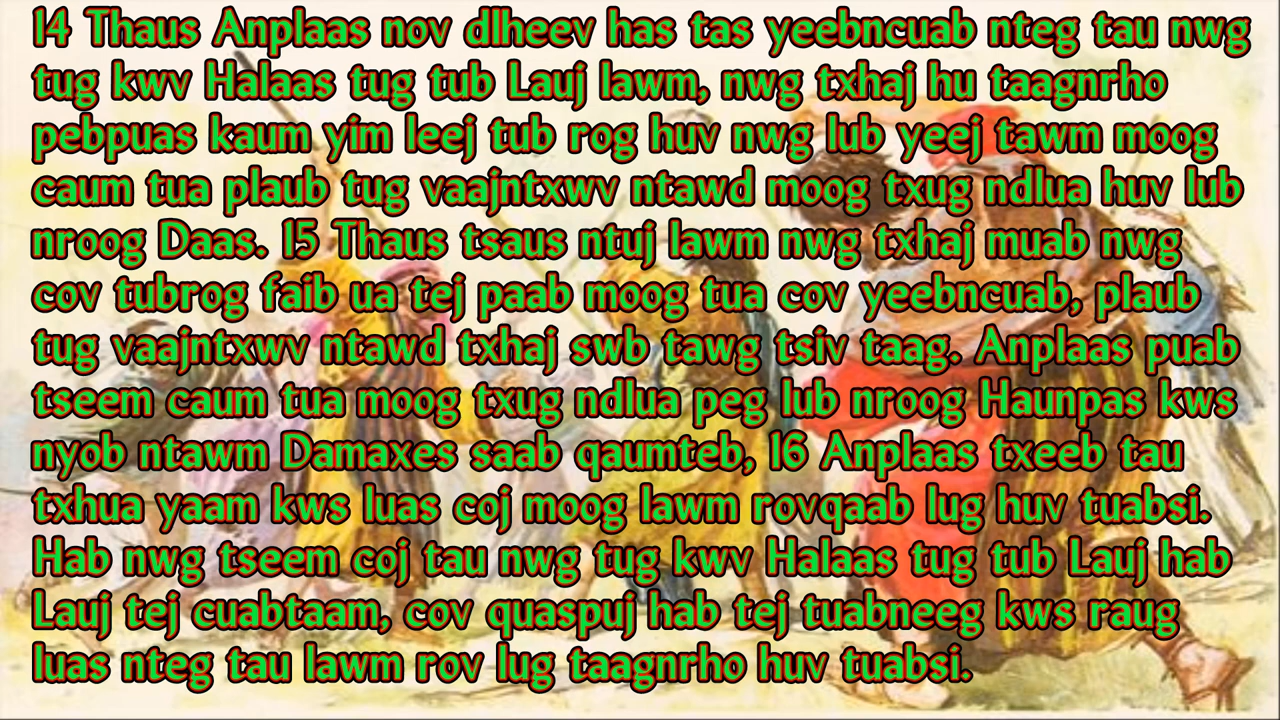 14 Thaus Anplaas nov dlheev has tas yeebncuab nteg tau nwg
tug kwv Halaas tug tub Lauj lawm, nwg txhaj hu taagnrho
pebpuas kaum yim leej tub rog huv nwg lub yeej tawm moog
caum tua plaub tug vaajntxwv ntawd moog txug ndlua huv lub
nroog Daas. 15 Thaus tsaus ntuj lawm nwg txhaj muab nwg
cov tubrog faib ua tej paab moog tua cov yeebncuab, plaub
tug vaajntxwv ntawd txhaj swb tawg tsiv taag. Anplaas puab
tseem caum tua moog txug ndlua peg lub nroog Haunpas kws
nyob ntawm Damaxes saab qaumteb, 16 Anplaas txeeb tau
txhua yaam kws luas coj moog lawm rovqaab lug huv tuabsi.
Hab nwg tseem coj tau nwg tug kwv Halaas tug tub Lauj hab
Lauj tej cuabtaam, cov quaspuj hab tej tuabneeg kws raug
luas nteg tau lawm rov lug taagnrho huv tuabsi.